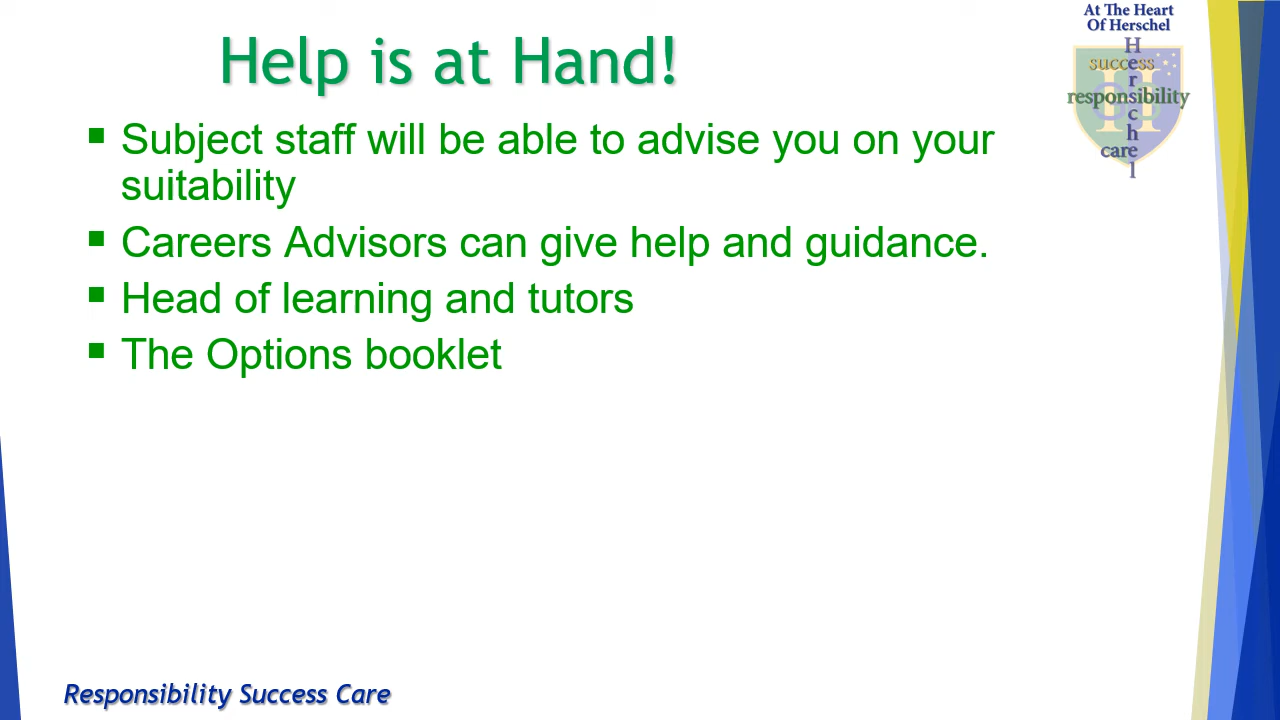 Help is at Hand!
At The Heart
Of Herschel
Herschel
success
responsibility
care
▪ Subject staff will be able to advise you on your
suitability
▪ Careers Advisors can give help and guidance.
▪ Head of learning and tutors
▪ The Options booklet
Responsibility Success Care